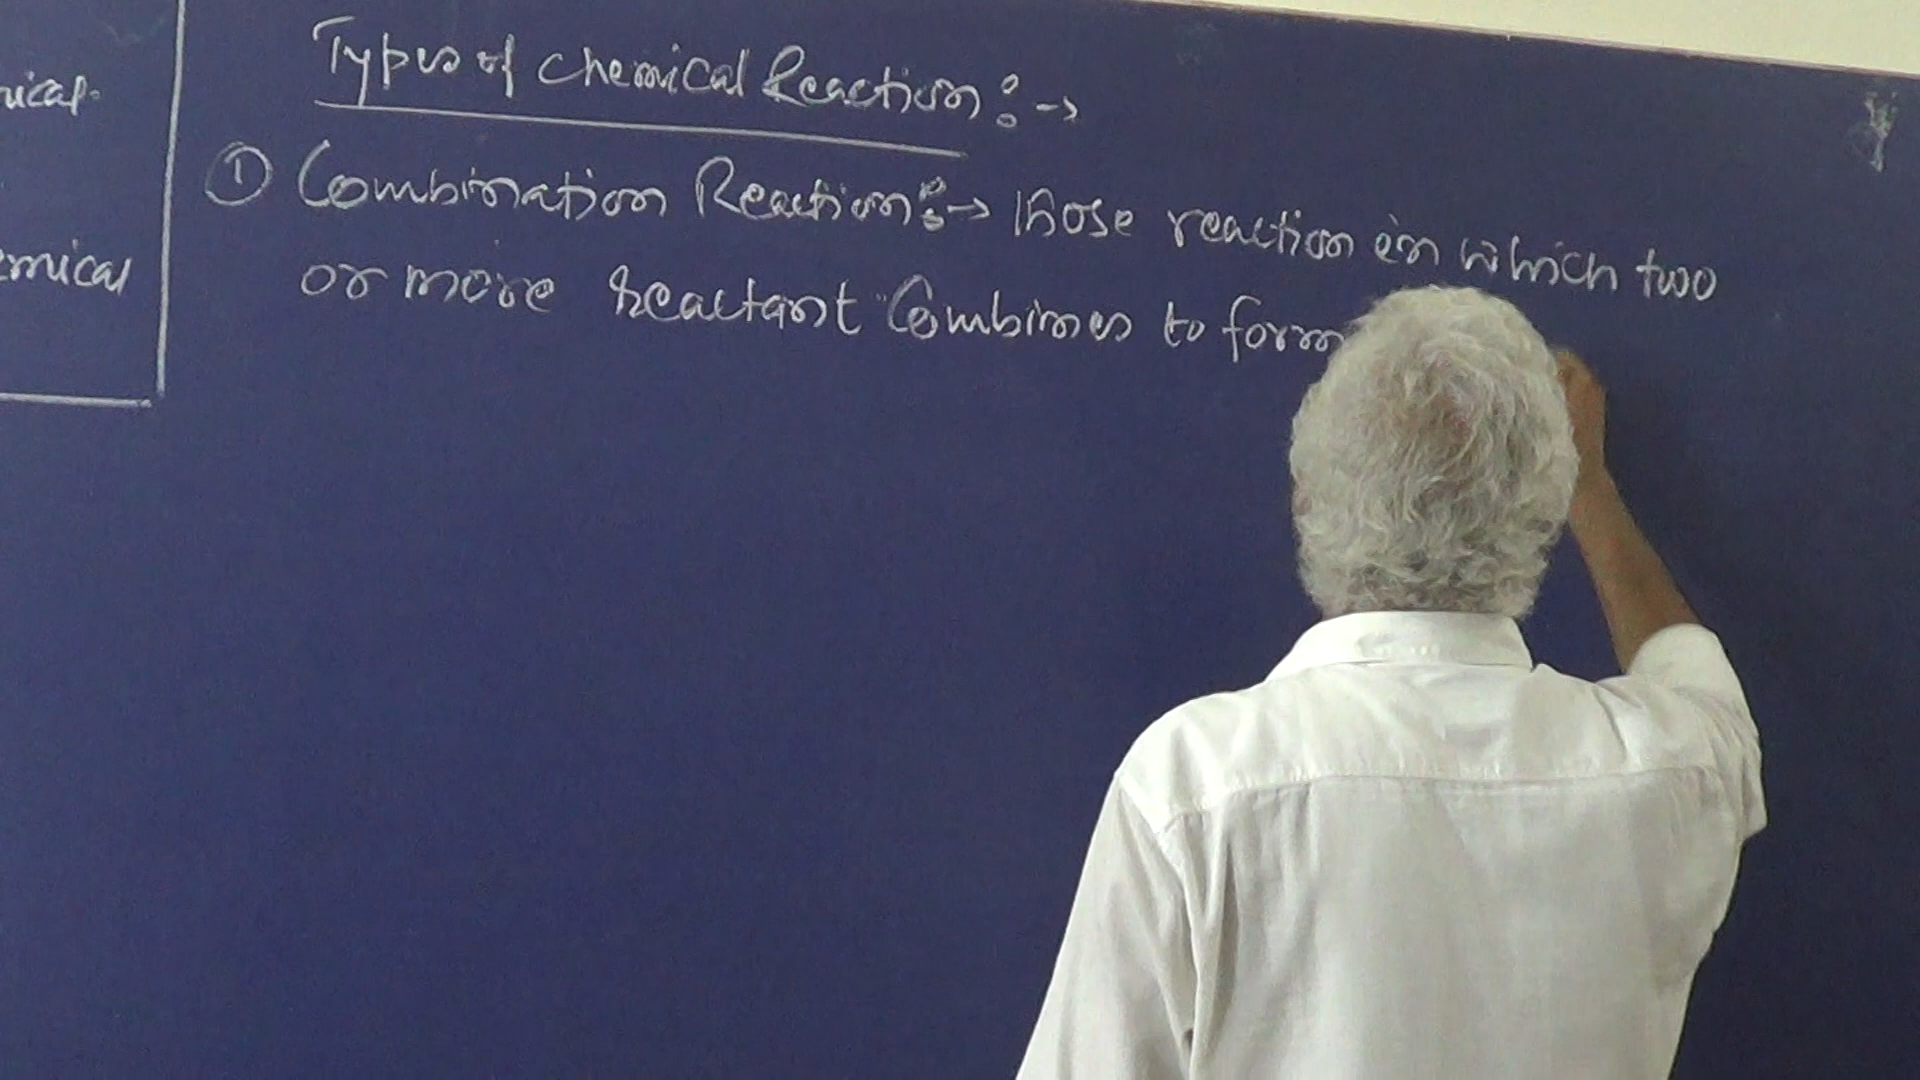 Types of Chemical Reaction : →
① Combination Reaction : → Those reaction in which two
or more reactant Combines to form
emical